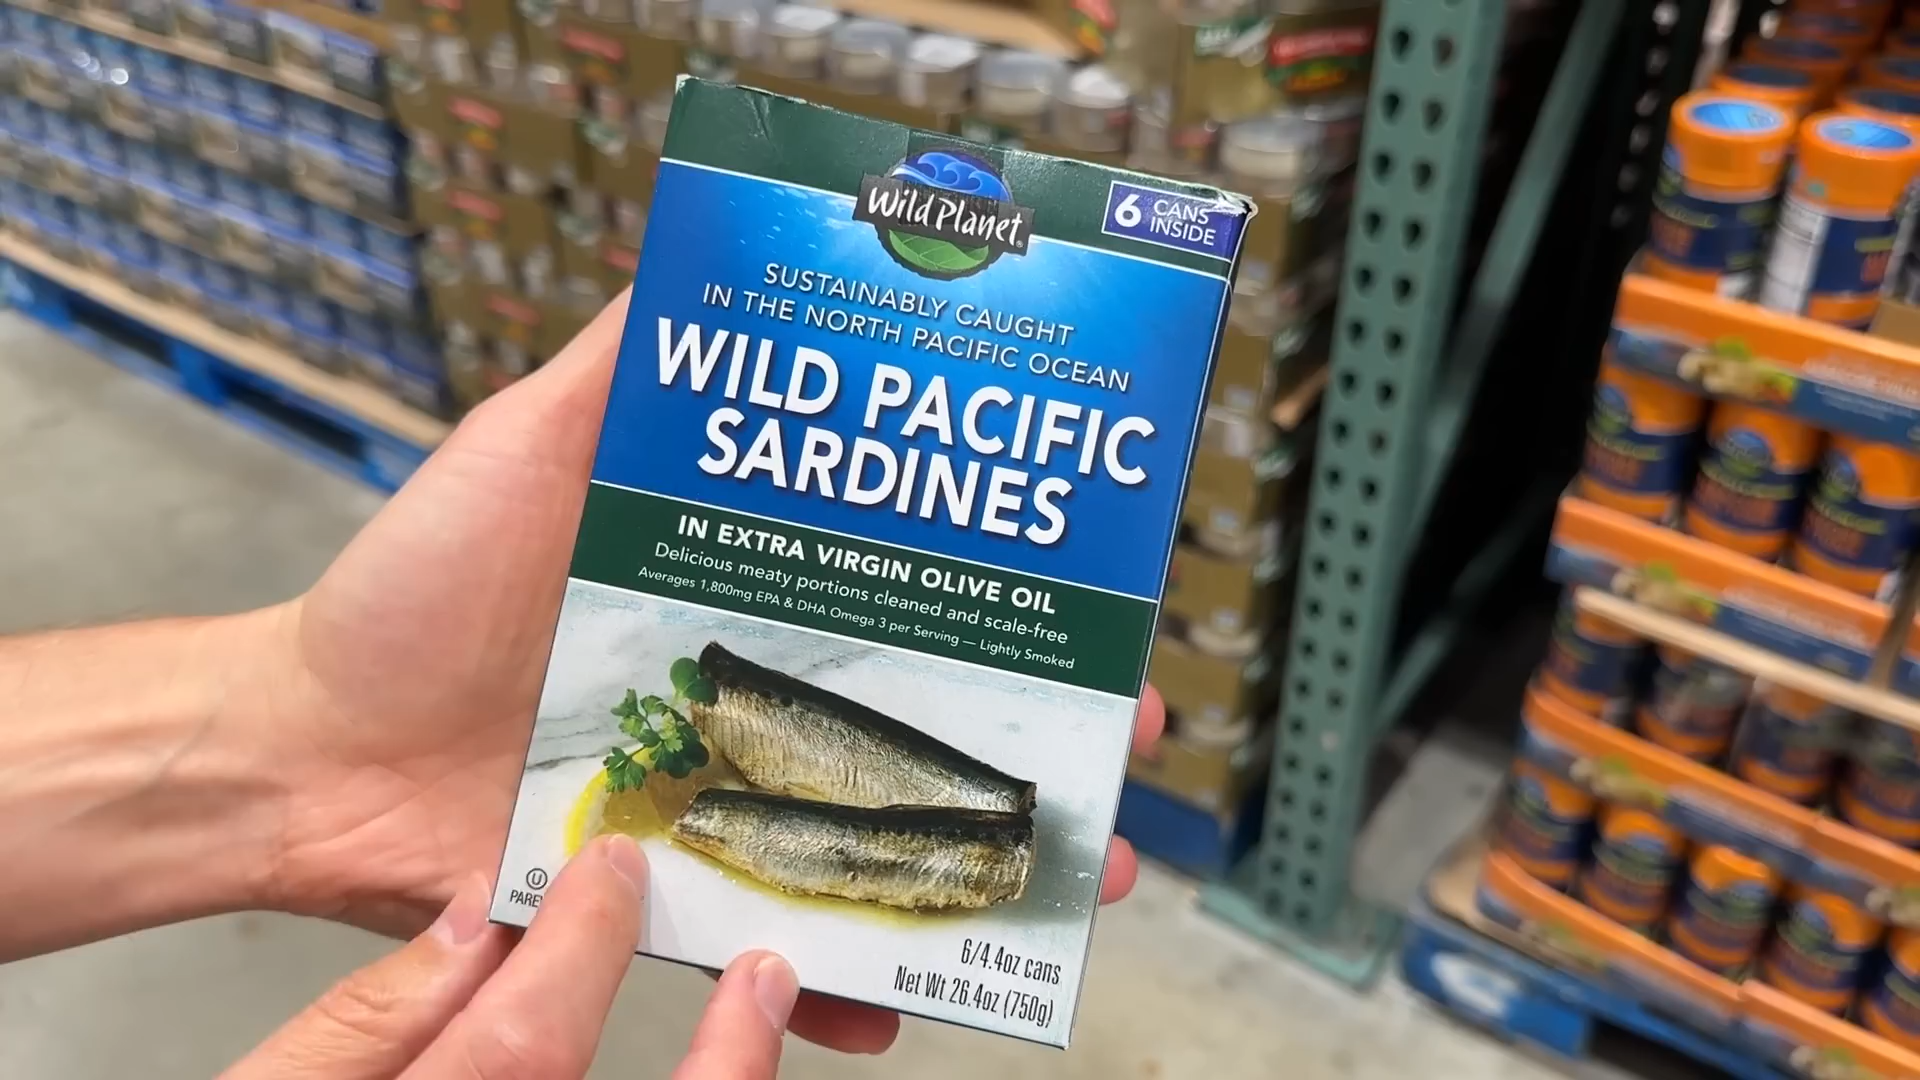 Wild Planet®
6 CANS
INSIDE
SUSTAINABLY CAUGHT
IN THE NORTH PACIFIC OCEAN
WILD PACIFIC
SARDINES
IN EXTRA VIRGIN OLIVE OIL
Delicious meaty portions cleaned and scale-free
Averages 1,800mg EPA & DHA Omega 3 per Serving — Lightly Smoked
U
6/4.4oz cans
Net Wt 26.4oz (750g)